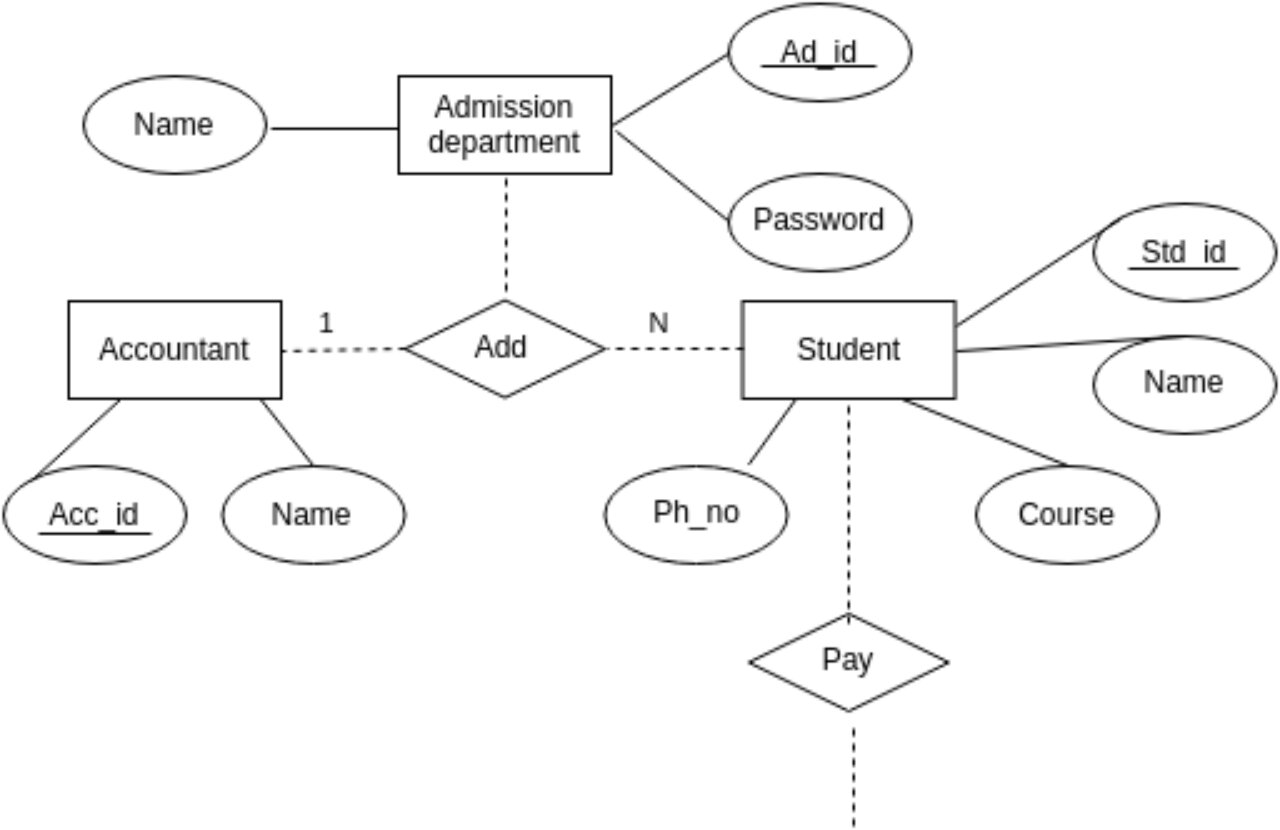 Ad_id
Admission
department
Name
Password
Std_id
1
N
Accountant
Add
Student
Name
Acc_id
Name
Ph_no
Course
Pay